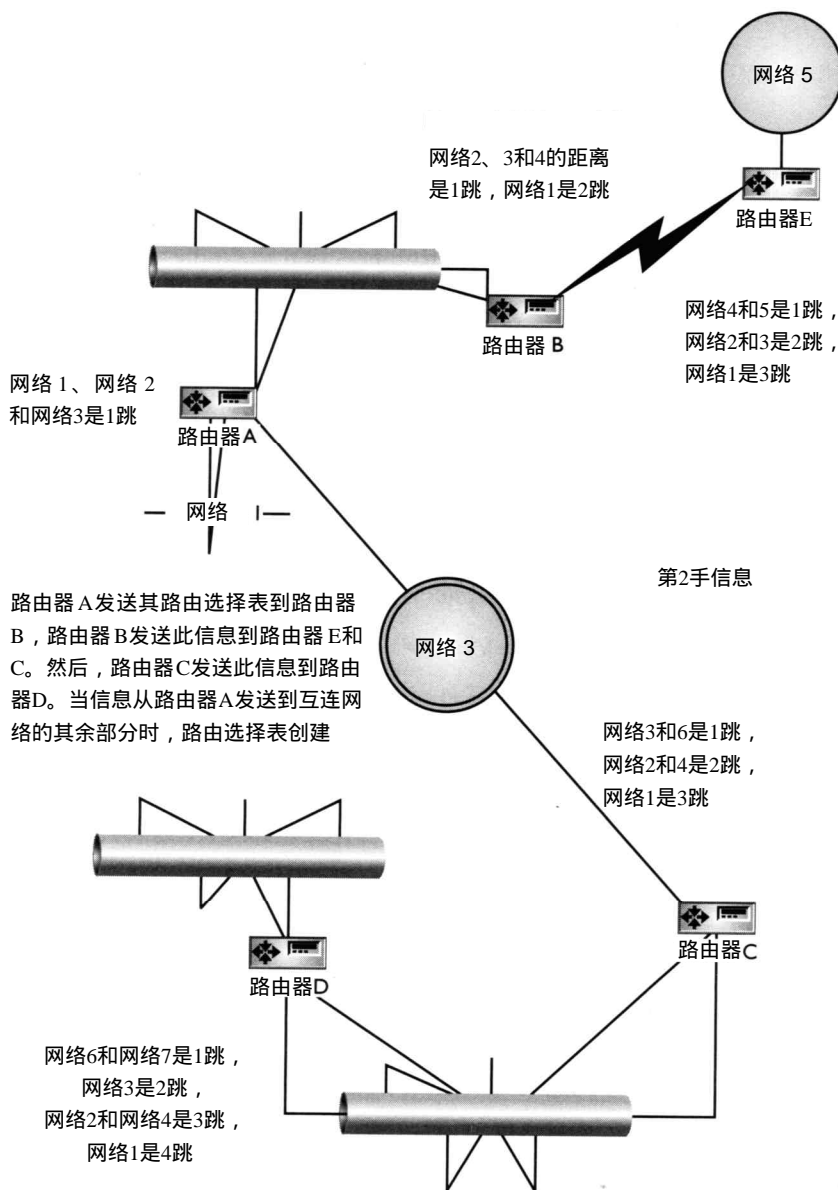 网络 5
网络2、3和4的距离
是1跳，网络1是2跳
路由器E
网络4和5是1跳，
网络2和3是2跳，
网络1是3跳
路由器 B
网络 1、网络 2
和网络3是1跳
路由器A
网络 1
第2手信息
路由器 A发送其路由选择表到路由器
B，路由器 B发送此信息到路由器 E和
C。然后，路由器C发送此信息到路由
器D。当信息从路由器A发送到互连网
络的其余部分时，路由选择表创建
网络 3
网络3和6是1跳，
网络2和4是2跳，
网络1是3跳
路由器C
路由器D
网络6和网络7是1跳，
网络3是2跳，
网络2和网络4是3跳，
网络1是4跳